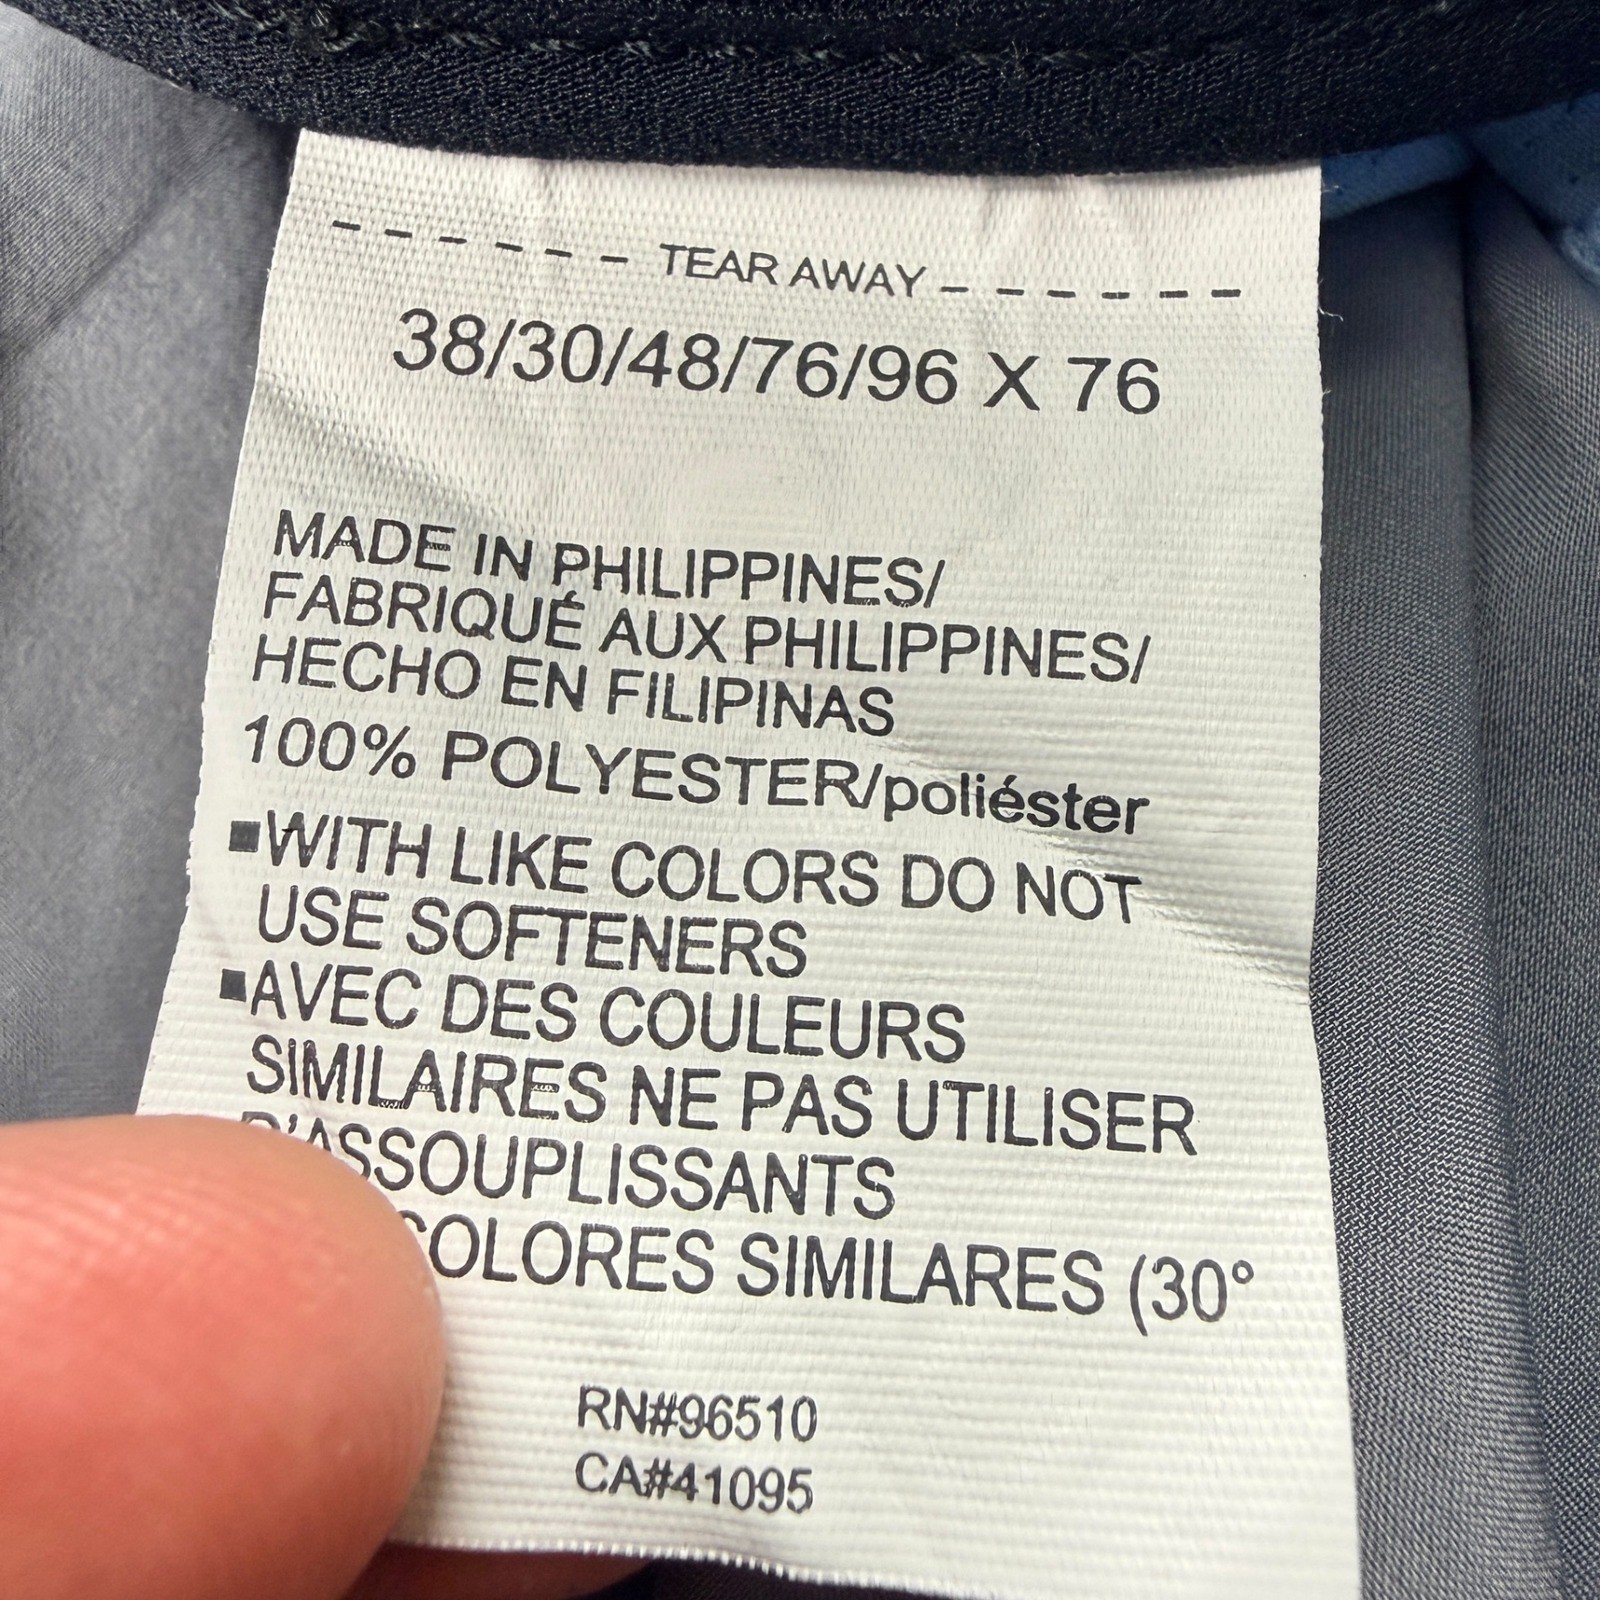 TEAR AWAY
38/30/48/76/96 X 76
MADE IN PHILIPPINES/
FABRIQUÉ AUX PHILIPPINES/
HECHO EN FILIPINAS
100% POLYESTER/poliéster
▪WITH LIKE COLORS DO NOT
USE SOFTENERS
▪AVEC DES COULEURS
SIMILAIRES NE PAS UTILISER
D'ASSOUPLISSANTS
COLORES SIMILARES (30°
RN#96510
CA#41095